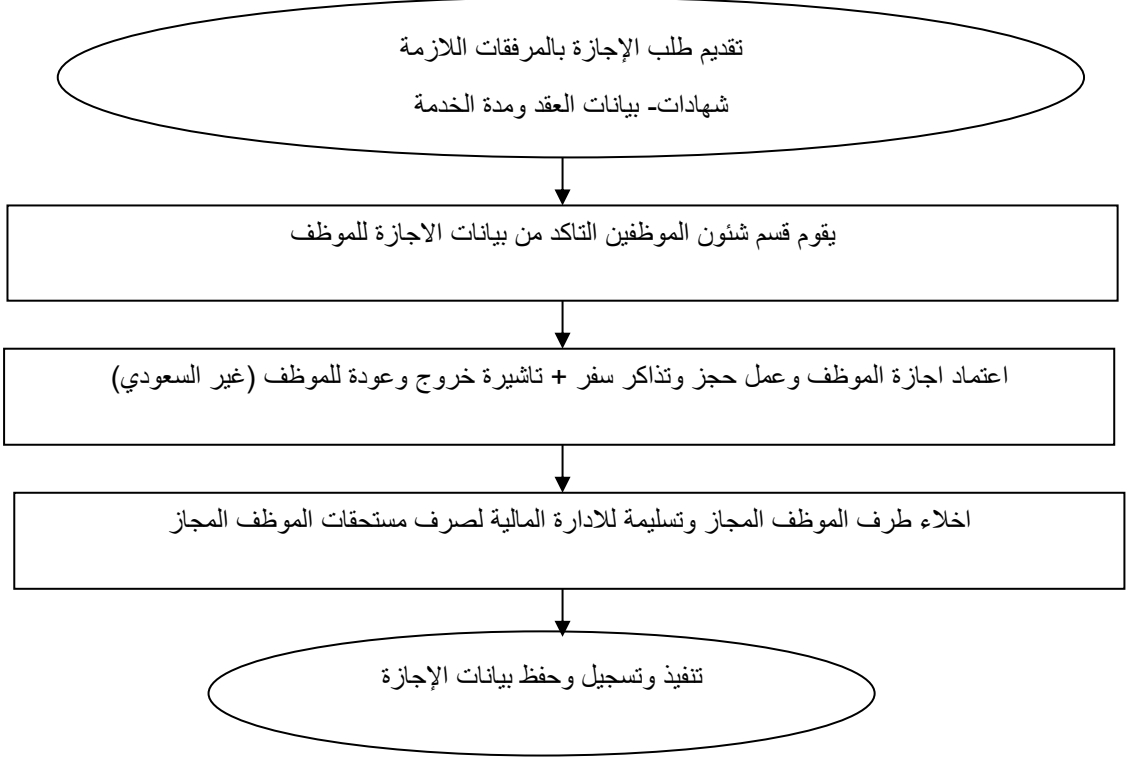 تقديم طلب الإجازة بالمرفقات اللازمة
شهادات- بيانات العقد ومدة الخدمة
يقوم قسم شئون الموظفين التاكد من بيانات الاجازة للموظف
اعتماد اجازة الموظف وعمل حجز وتذاكر سفر + تاشيرة خروج وعودة للموظف (غير السعودي)
اخلاء طرف الموظف المجاز وتسليمة للادارة المالية لصرف مستحقات الموظف المجاز
تنفيذ وتسجيل وحفظ بيانات الإجازة